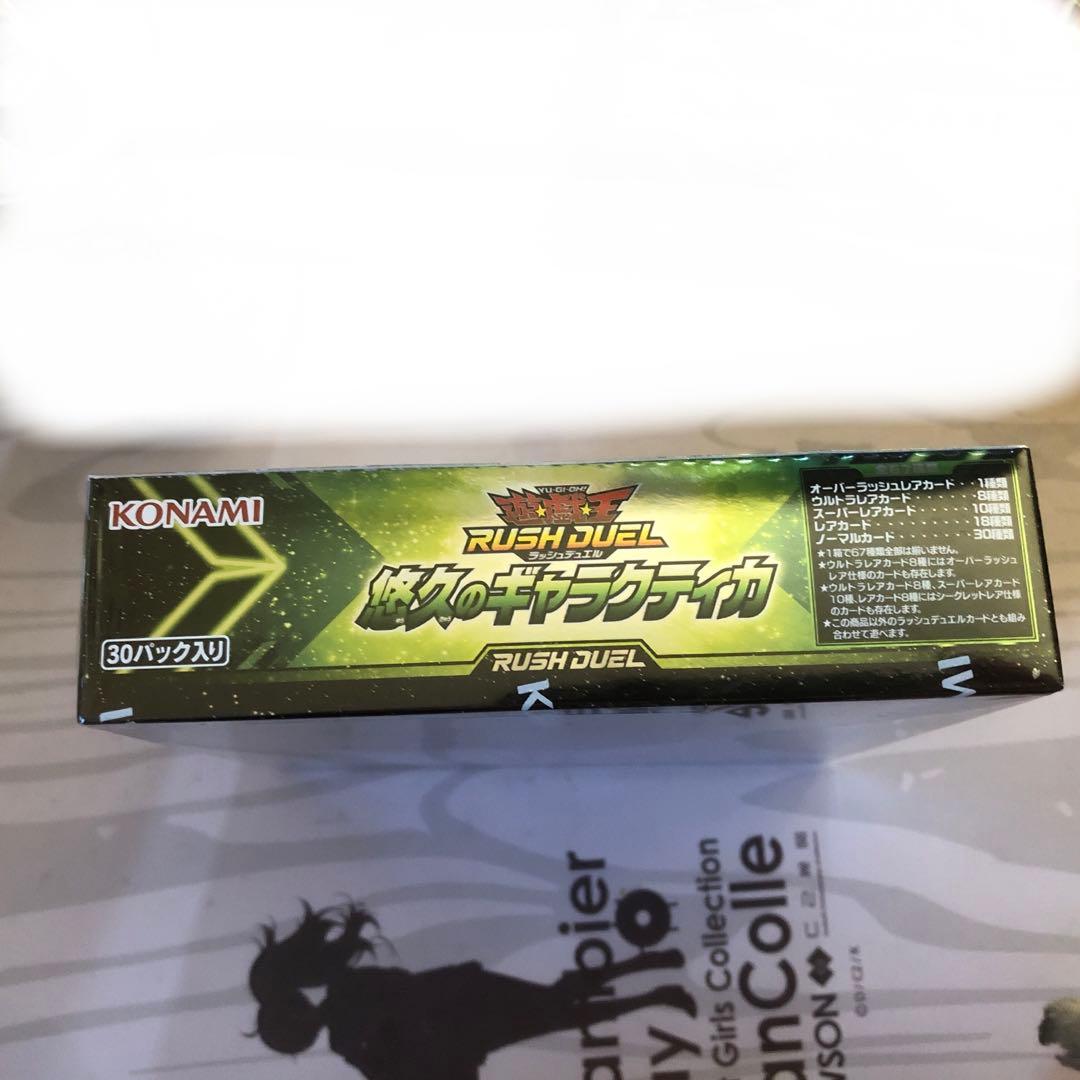 KONAMI
YU-GI-OH!
遊☆戯☆王
RUSH DUEL
ラッシュデュエル
悠久のギャラクティカ
RUSH DUEL
30パック入り
オーバーラッシュレアカード・・1種類
ウルトラレアカード・・・・・・8種類
スーパーレアカード・・・・・10種類
レアカード・・・・・・・・・18種類
ノーマルカード・・・・・・・30種類
★1箱で67種類全部は揃いません。
★ウルトラレアカード8種にはオーバーラッシュ
レア仕様のカードも存在します。
★ウルトラレアカード8種、スーパーレアカード
10種、レアカード8種にはシークレットレア仕様
のカードも存在します。
★この商品以外のラッシュデュエルカードとも組み
合わせて遊べます。
K
Girls Collection
anColle